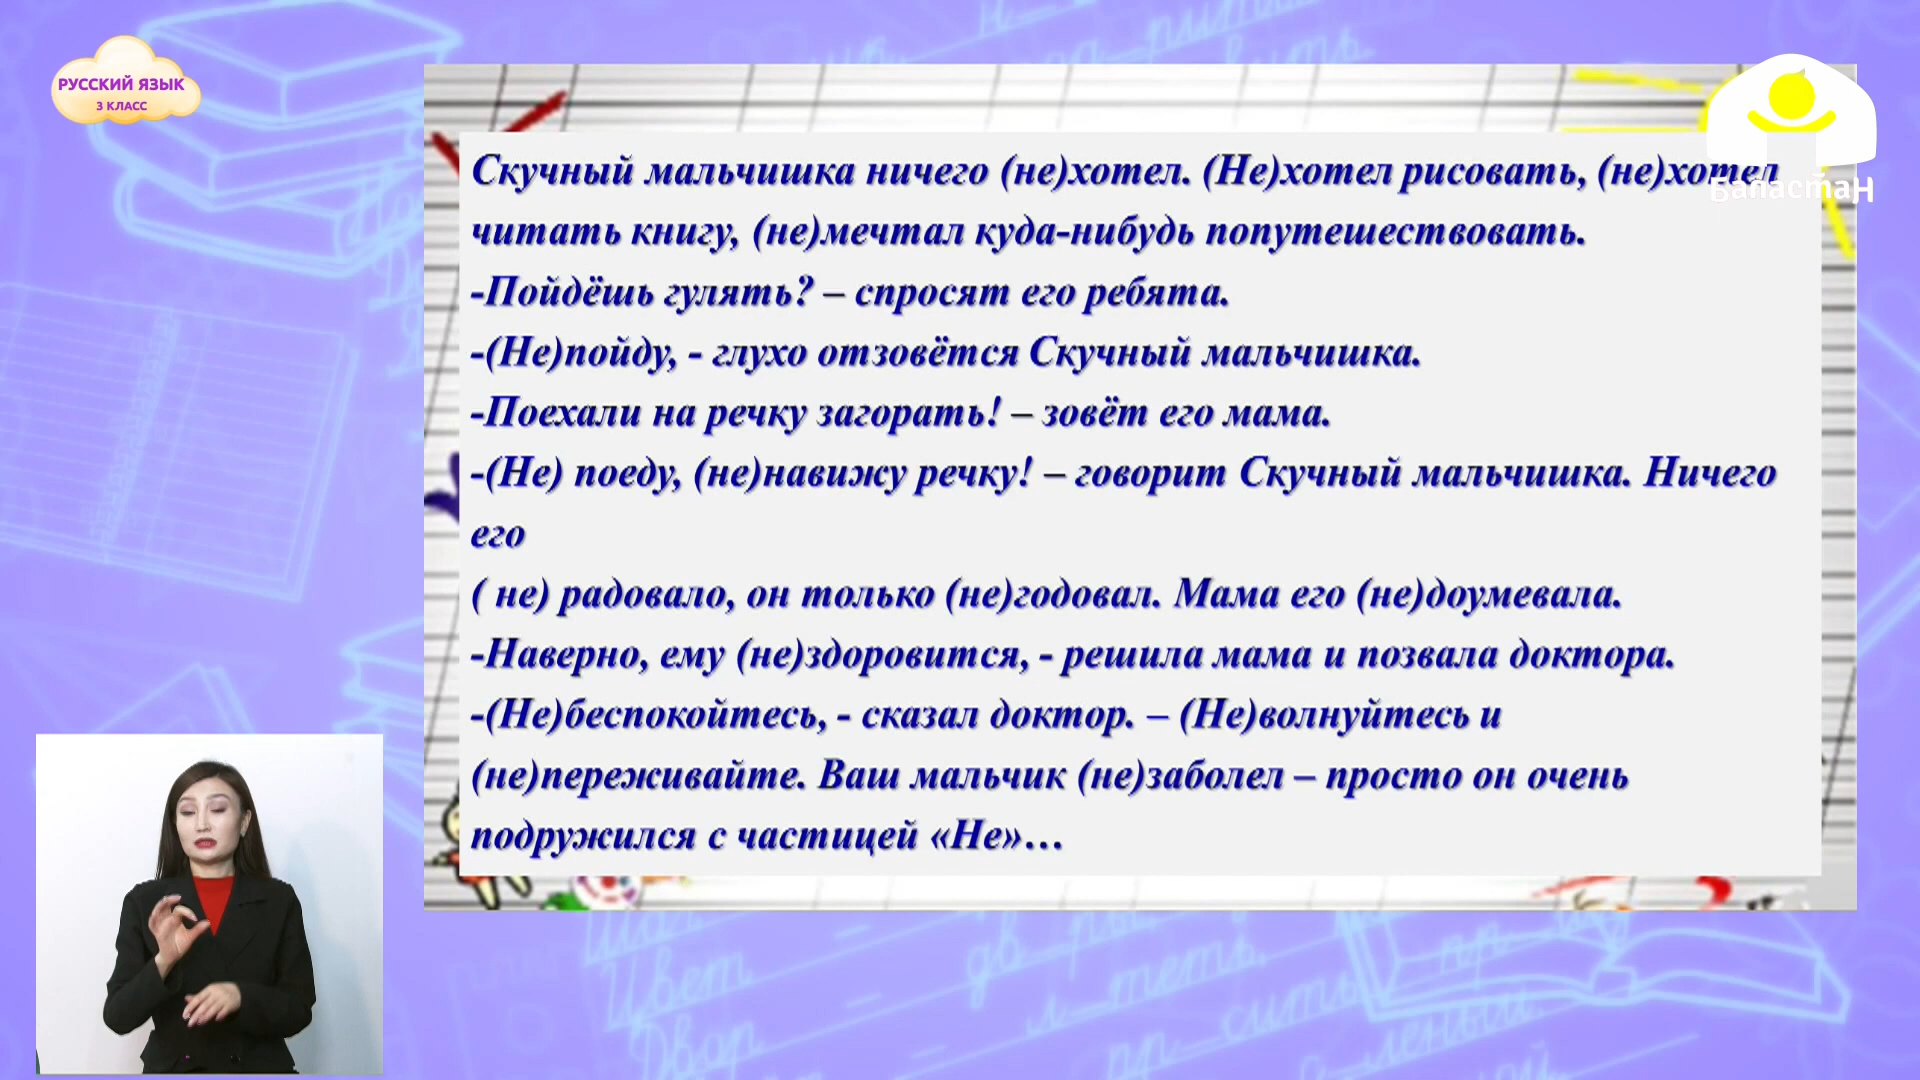 РУССКИЙ ЯЗЫК
3 КЛАСС
Баластан
Скучный мальчишка ничего (не)хотел. (Не)хотел рисовать, (не)хотел
читать книгу, (не)мечтал куда-нибудь попутешествовать.
-Пойдёшь гулять? – спросят его ребята.
-(Не)пойду, - глухо отзовётся Скучный мальчишка.
-Поехали на речку загорать! – зовёт его мама.
-(Не) поеду, (не)навижу речку! – говорит Скучный мальчишка. Ничего
его
( не) радовало, он только (не)годовал. Мама его (не)доумевала.
-Наверно, ему (не)здоровится, - решила мама и позвала доктора.
-(Не)беспокойтесь, - сказал доктор. – (Не)волнуйтесь и
(не)переживайте. Ваш мальчик (не)заболел – просто он очень
подружился с частицей «Не»…
Цвет
Двор